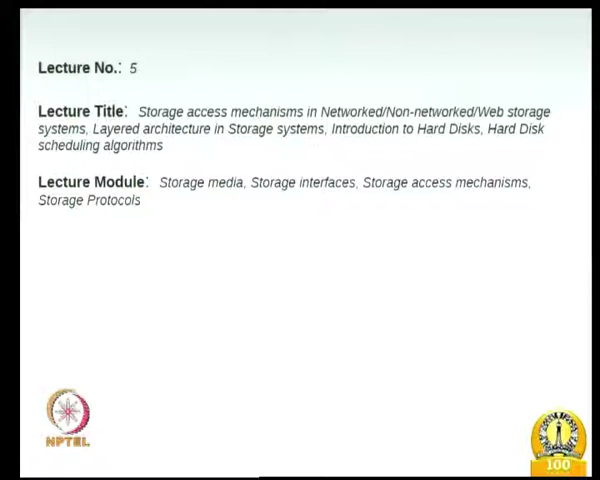 Lecture No.: 5
Lecture Title: Storage access mechanisms in Networked/Non-networked/Web storage
systems, Layered architecture in Storage systems, Introduction to Hard Disks, Hard Disk
scheduling algorithms
Lecture Module: Storage media, Storage interfaces, Storage access mechanisms,
Storage Protocols
NPTEL
100